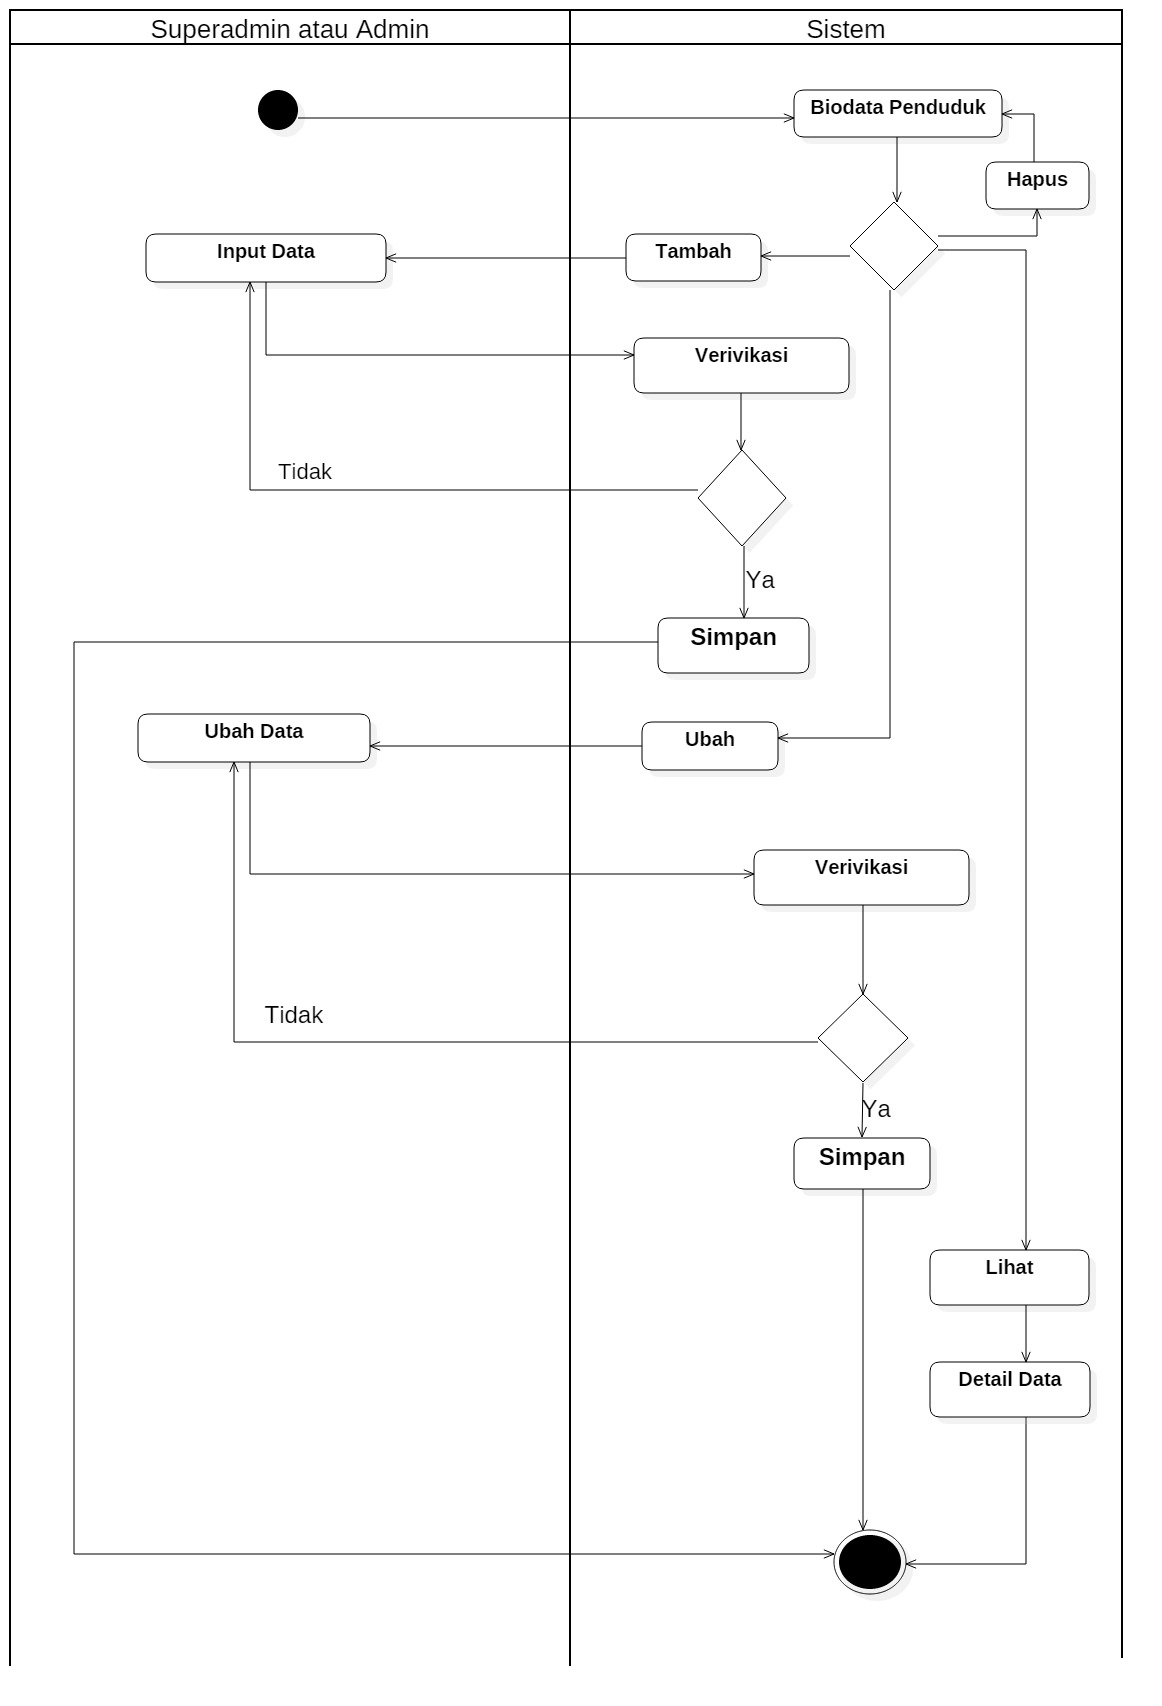 Superadmin atau Admin
Sistem
Biodata Penduduk
Hapus
Input Data
Tambah
Verivikasi
Tidak
Ya
Simpan
Ubah Data
Ubah
Verivikasi
Tidak
Ya
Simpan
Lihat
Detail Data